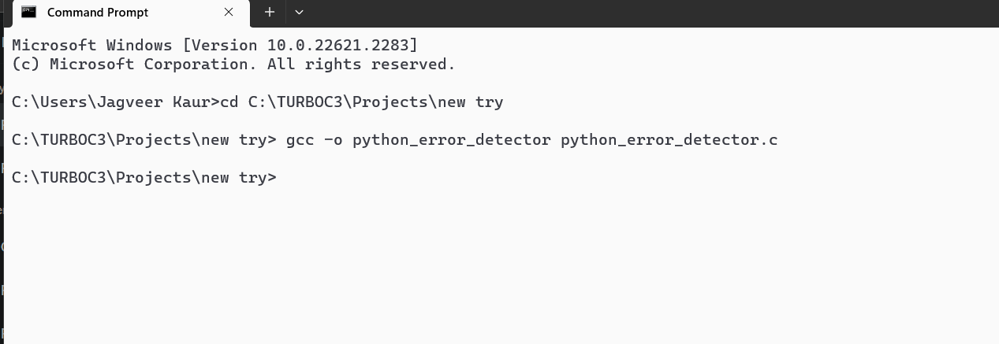 Command Prompt
Microsoft Windows [Version 10.0.22621.2283]
(c) Microsoft Corporation. All rights reserved.
C:\Users\Jagveer Kaur>cd C:\TURBOC3\Projects\new try
C:\TURBOC3\Projects\new try> gcc -o python_error_detector python_error_detector.c
C:\TURBOC3\Projects\new try>